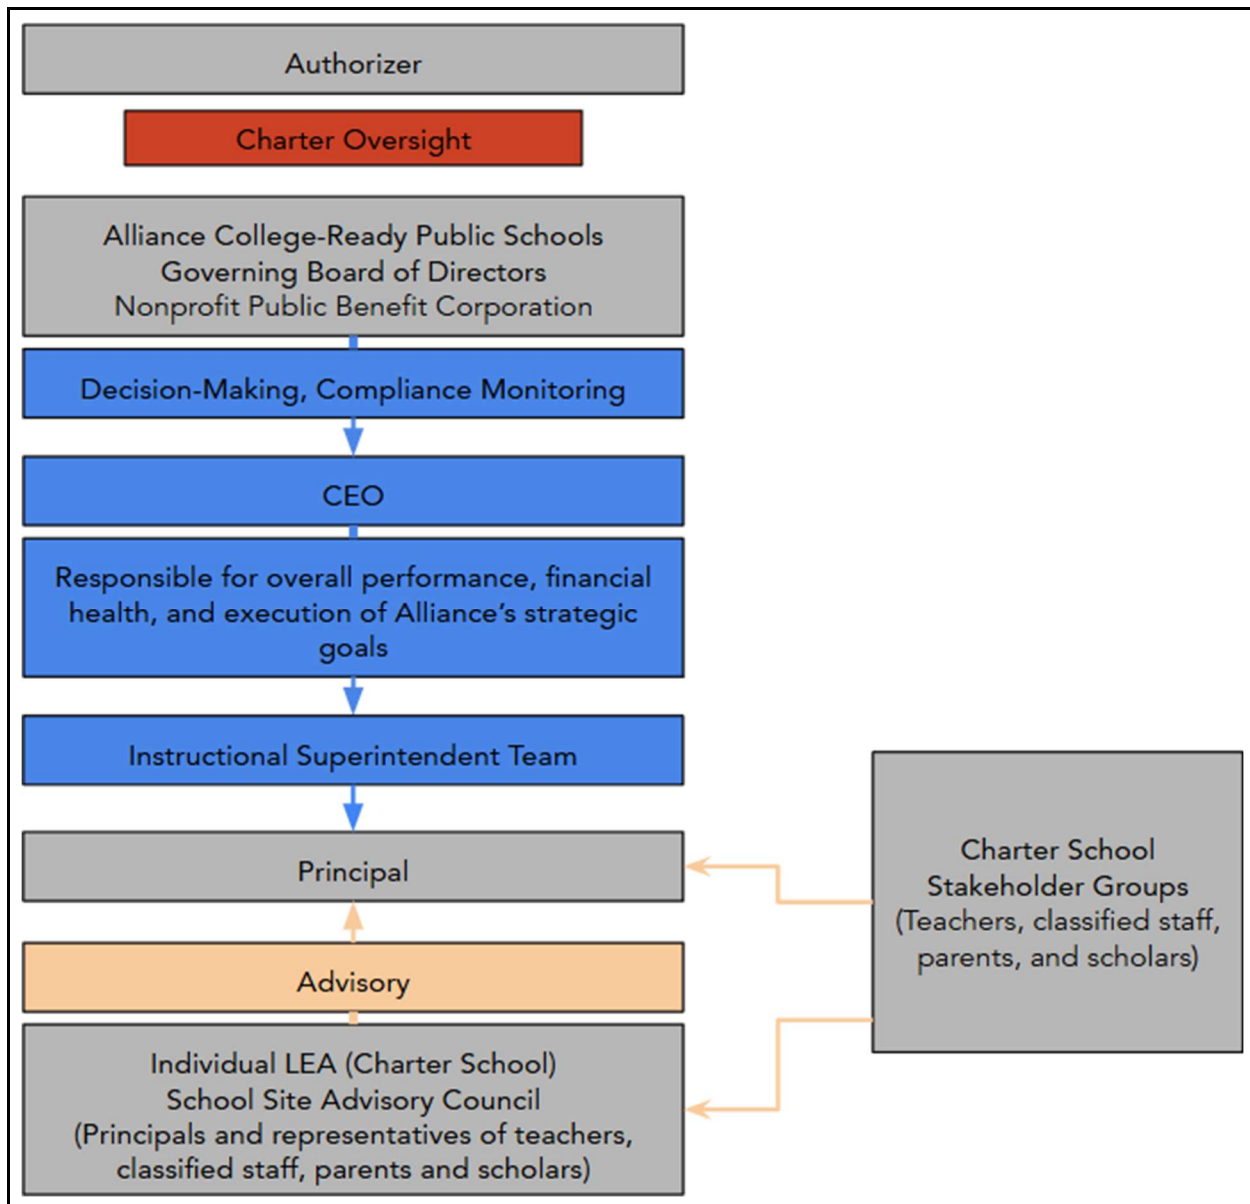 Authorizer
Charter Oversight
Alliance College-Ready Public Schools
Governing Board of Directors
Nonprofit Public Benefit Corporation
Decision-Making, Compliance Monitoring
CEO
Responsible for overall performance, financial
health, and execution of Alliance’s strategic
goals
Instructional Superintendent Team
Principal
Advisory
Individual LEA (Charter School)
School Site Advisory Council
(Principals and representatives of teachers,
classified staff, parents and scholars)
Charter School
Stakeholder Groups
(Teachers, classified staff,
parents, and scholars)